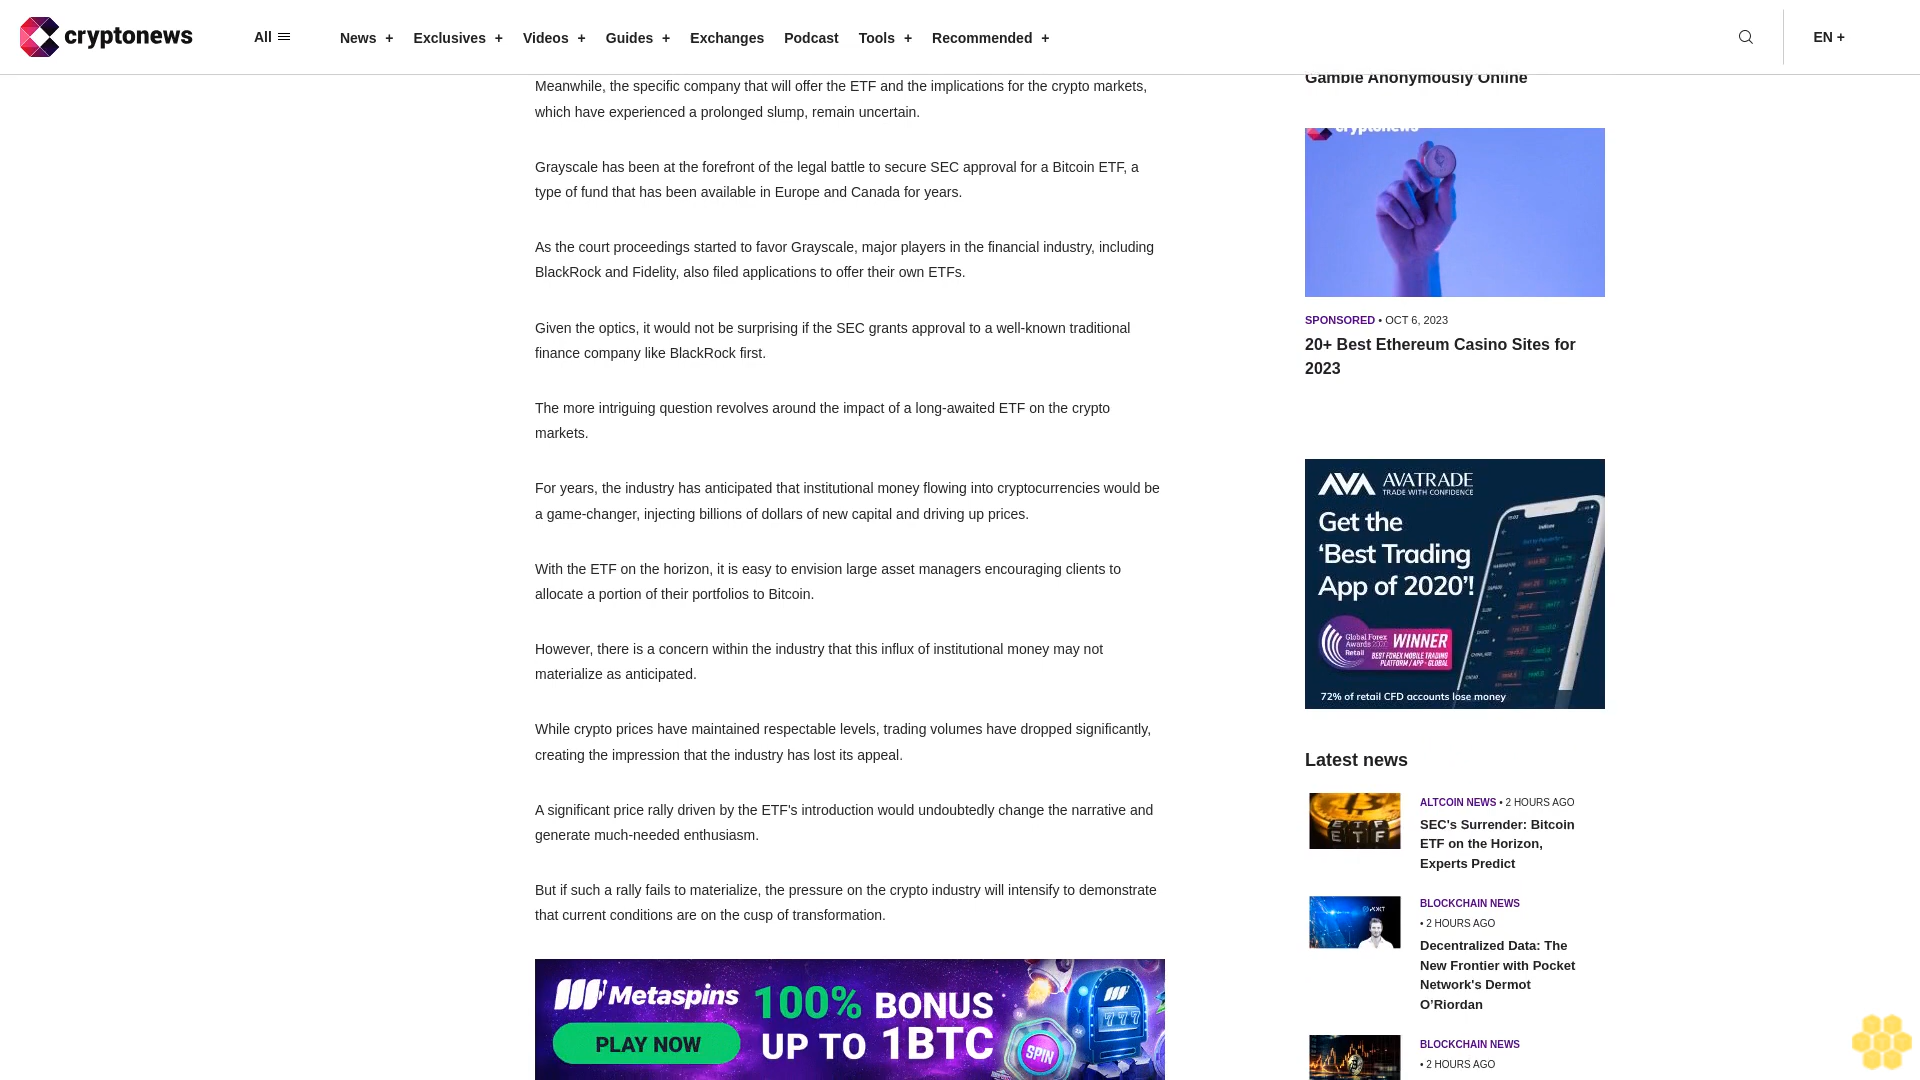 cryptonews
All
News +
Exclusives +
Videos +
Guides +
Exchanges
Podcast
Tools +
Recommended +
EN +
Meanwhile, the specific company that will offer the ETF and the implications for the crypto markets,
which have experienced a prolonged slump, remain uncertain.
Grayscale has been at the forefront of the legal battle to secure SEC approval for a Bitcoin ETF, a
type of fund that has been available in Europe and Canada for years.
As the court proceedings started to favor Grayscale, major players in the financial industry, including
BlackRock and Fidelity, also filed applications to offer their own ETFs.
Given the optics, it would not be surprising if the SEC grants approval to a well-known traditional
finance company like BlackRock first.
The more intriguing question revolves around the impact of a long-awaited ETF on the crypto
markets.
For years, the industry has anticipated that institutional money flowing into cryptocurrencies would be
a game-changer, injecting billions of dollars of new capital and driving up prices.
With the ETF on the horizon, it is easy to envision large asset managers encouraging clients to
allocate a portion of their portfolios to Bitcoin.
However, there is a concern within the industry that this influx of institutional money may not
materialize as anticipated.
While crypto prices have maintained respectable levels, trading volumes have dropped significantly,
creating the impression that the industry has lost its appeal.
A significant price rally driven by the ETF's introduction would undoubtedly change the narrative and
generate much-needed enthusiasm.
But if such a rally fails to materialize, the pressure on the crypto industry will intensify to demonstrate
that current conditions are on the cusp of transformation.
Metaspins
PLAY NOW
100% BONUS
UP TO 1BTC
777
SPIN
Gamble Anonymously Online
cryptonews
SPONSORED • OCT 6, 2023
20+ Best Ethereum Casino Sites for
2023
AVA AVATRADE
TRADE WITH CONFIDENCE
Get the
‘Best Trading
App of 2020’!
Global Forex
Awards
Retail
WINNER
BEST FOREX MOBILE TRADING
PLATFORM / APP - GLOBAL
72% of retail CFD accounts lose money
Latest news
ETF
ETF
ALTCOIN NEWS • 2 HOURS AGO
SEC's Surrender: Bitcoin
ETF on the Horizon,
Experts Predict
BLOCKCHAIN NEWS
• 2 HOURS AGO
Decentralized Data: The
New Frontier with Pocket
Network's Dermot
O’Riordan
BLOCKCHAIN NEWS
• 2 HOURS AGO